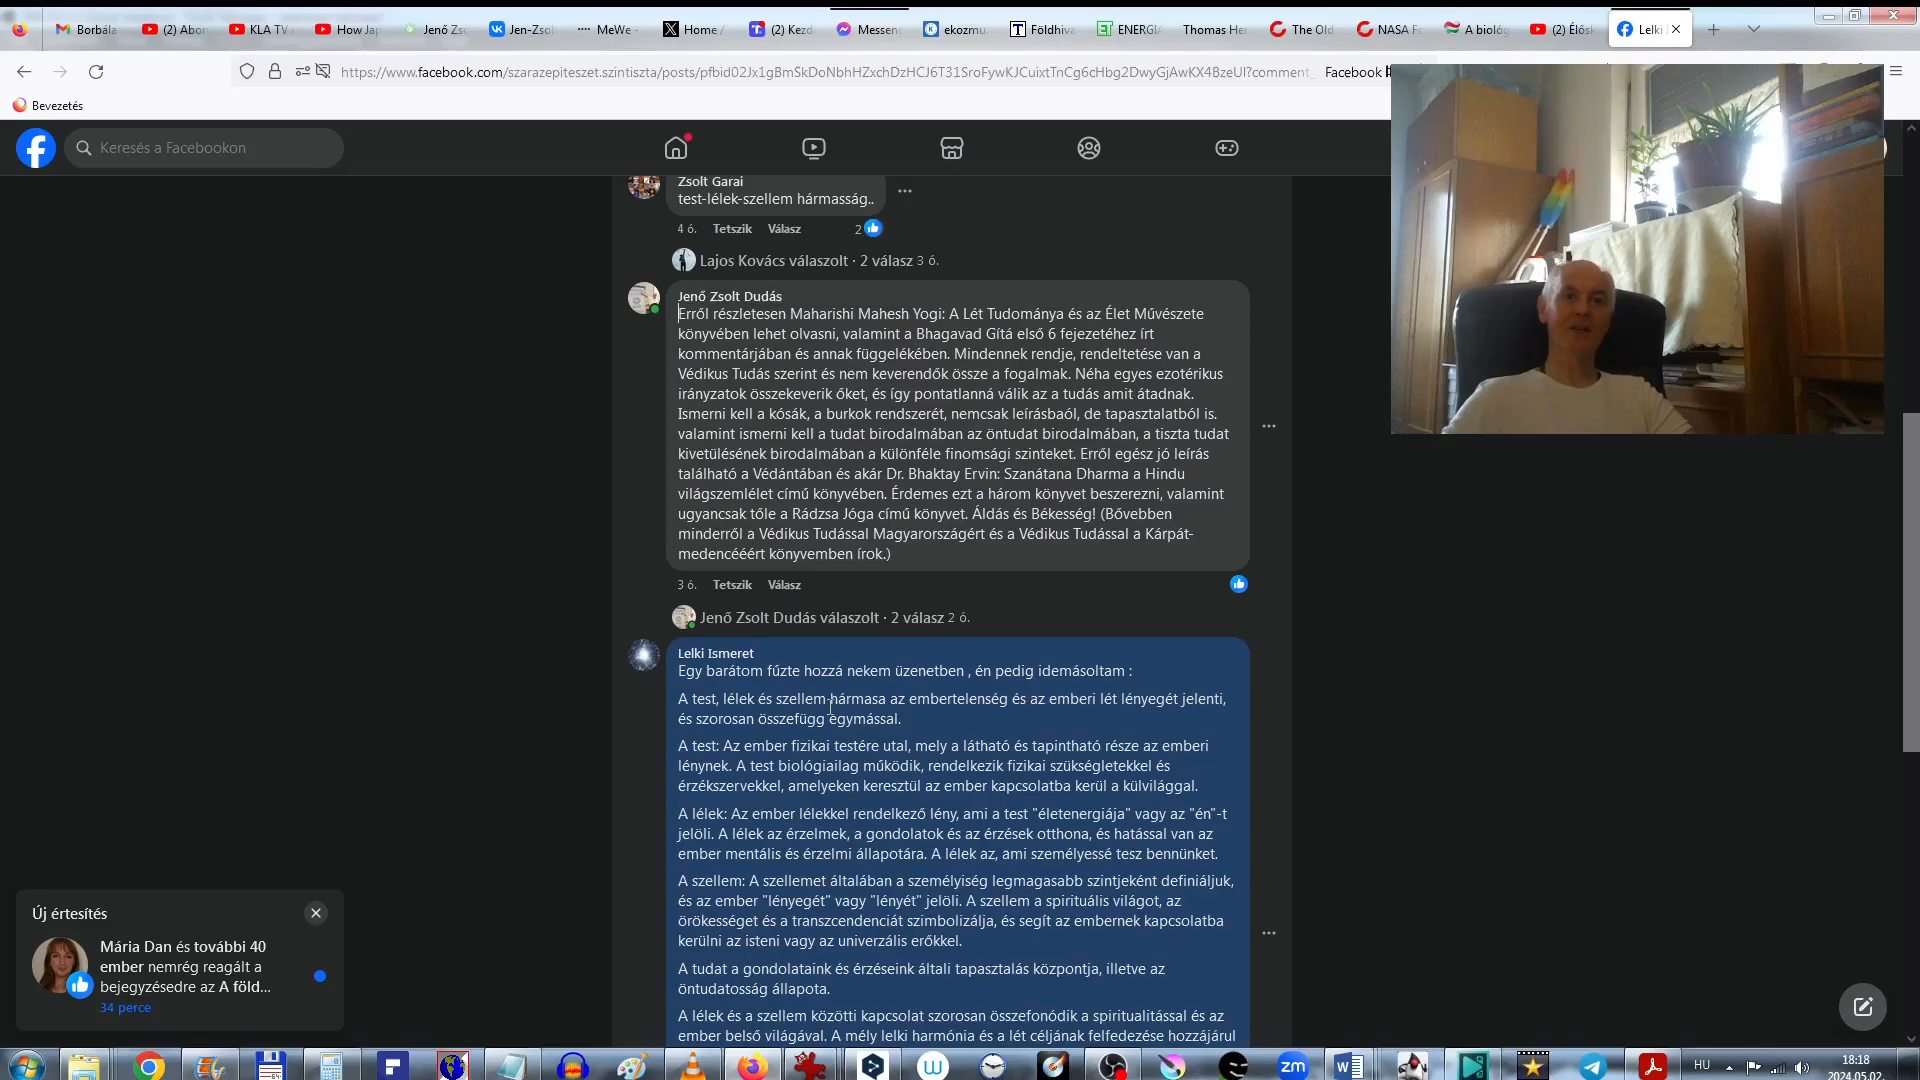 Borbála
(2) Abor
KLA TV
How Jap
Jenő Zso
Jen-Zsol
MeWe -
Home /
(2) Kezd
Messen
ekozmu
Földhiva
ENERGIA
Thomas He
The Old
NASA Fo
A biológ
(2) Élősk
Lelki
Facebook
Bevezetés
Keresés a Facebookon
Zsolt Garai
test-lélek-szellem hármasság..
4 ó. Tetszik Válasz 2
Lajos Kovács válaszolt · 2 válasz 3 ó.
Jenő Zsolt Dudás
Erről részletesen Maharishi Mahesh Yogi: A Lét Tudománya és az Élet Művészete
könyvében lehet olvasni, valamint a Bhagavad Gítá első 6 fejezetéhez írt
kommentárjában és annak függelékében. Mindennek rendje, rendeltetése van a
Védikus Tudás szerint és nem keverendők össze a fogalmak. Néha egyes ezotérikus
irányzatok összekeverik őket, és így pontatlanná válik az a tudás amit átadnak.
Ismerni kell a kósák, a burkok rendszerét, nemcsak leírásbaól, de tapasztalatból is.
valamint ismerni kell a tudat birodalmában az öntudat birodalmában, a tiszta tudat
kivetülésének birodalmában a különféle finomsági szinteket. Erről egész jó leírás
található a Védántában és akár Dr. Bhaktay Ervin: Szanátana Dharma a Hindu
világszemlélet című könyvében. Érdemes ezt a három könyvet beszerezni, valamint
ugyancsak tőle a Rádzsa Jóga című könyvet. Áldás és Békesség! (Bővebben
minderről a Védikus Tudással Magyarországért és a Védikus Tudással a Kárpát-
medencééért könyvemben írok.)
3 ó. Tetszik Válasz
Jenő Zsolt Dudás válaszolt · 2 válasz 2 ó.
Lelki Ismeret
Egy barátom fűzte hozzá nekem üzenetben , én pedig idemásoltam :
A test, lélek és szellem hármasa az embertelenség és az emberi lét lényegét jelenti,
és szorosan összefügg egymással.
A test: Az ember fizikai testére utal, mely a látható és tapintható része az emberi
lénynek. A test biológiailag működik, rendelkezik fizikai szükségletekkel és
érzékszervekkel, amelyeken keresztül az ember kapcsolatba kerül a külvilággal.
A lélek: Az ember lélekkel rendelkező lény, ami a test "életenergiája" vagy az "én"-t
jelöli. A lélek az érzelmek, a gondolatok és az érzések otthona, és hatással van az
ember mentális és érzelmi állapotára. A lélek az, ami személyessé tesz bennünket.
A szellem: A szellemet általában a személyiség legmagasabb szintjeként definiáljuk,
és az ember "lényegét" vagy "lényét" jelöli. A szellem a spirituális világot, az
örökességet és a transzcendenciát szimbolizálja, és segít az embernek kapcsolatba
kerülni az isteni vagy az univerzális erőkkel.
A tudat a gondolataink és érzéseink általi tapasztalás központja, illetve az
öntudatosság állapota.
A lélek és a szellem közötti kapcsolat szorosan összefonódik a spiritualitással és az
ember belső világával. A mély lelki harmónia és a lét céljának felfedezése hozzájárul
Új értesítés
Mária Dan és további 40
ember nemrég reagált a
bejegyzésedre az A föld...
34 perce
HU
18:18
2024.05.02.